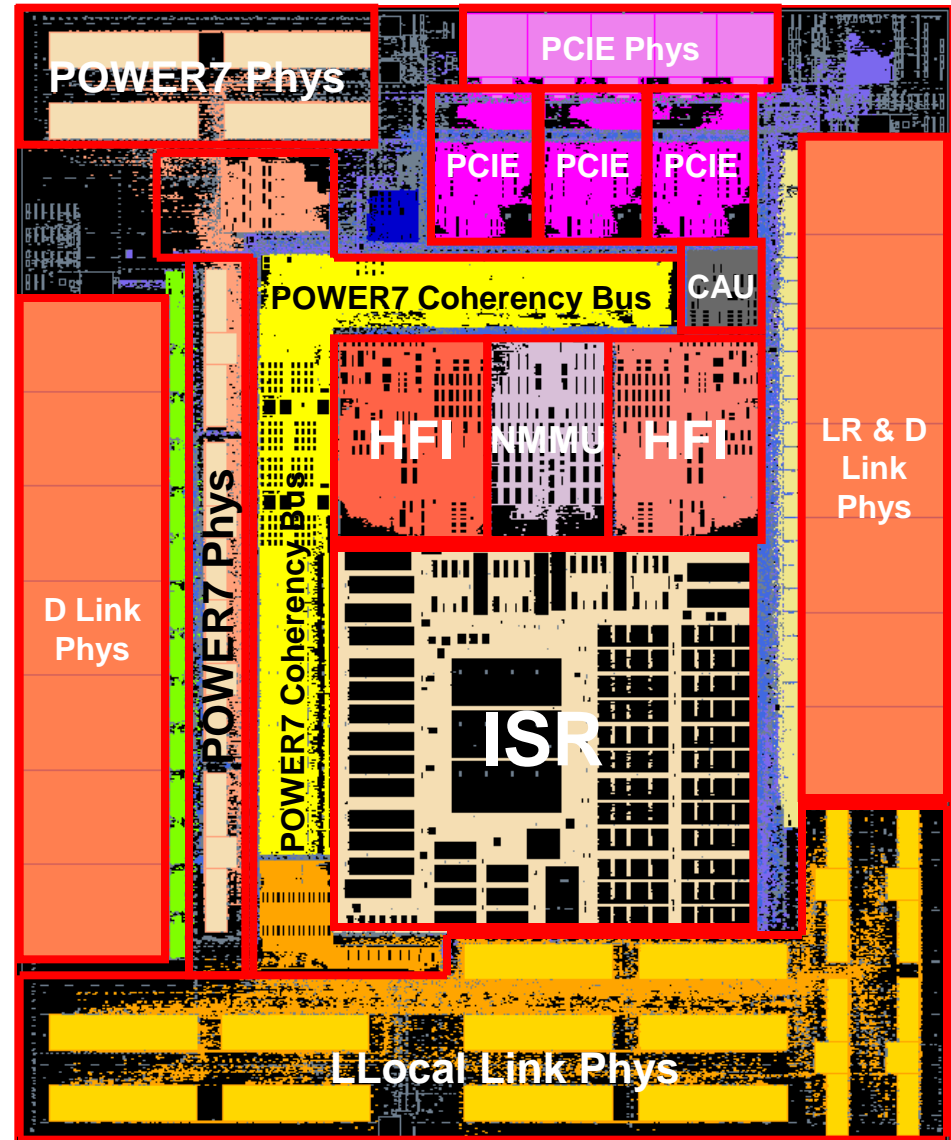 POWER7 Phys
PCIE Phys
PCIE
PCIE
PCIE
POWER7 Coherency Bus
CAU
HFI
NMMU
HFI
LR & D
Link
Phys
D Link
Phys
POWER7 Phys
POWER7 Coherency Bus
ISR
LLocal Link Phys